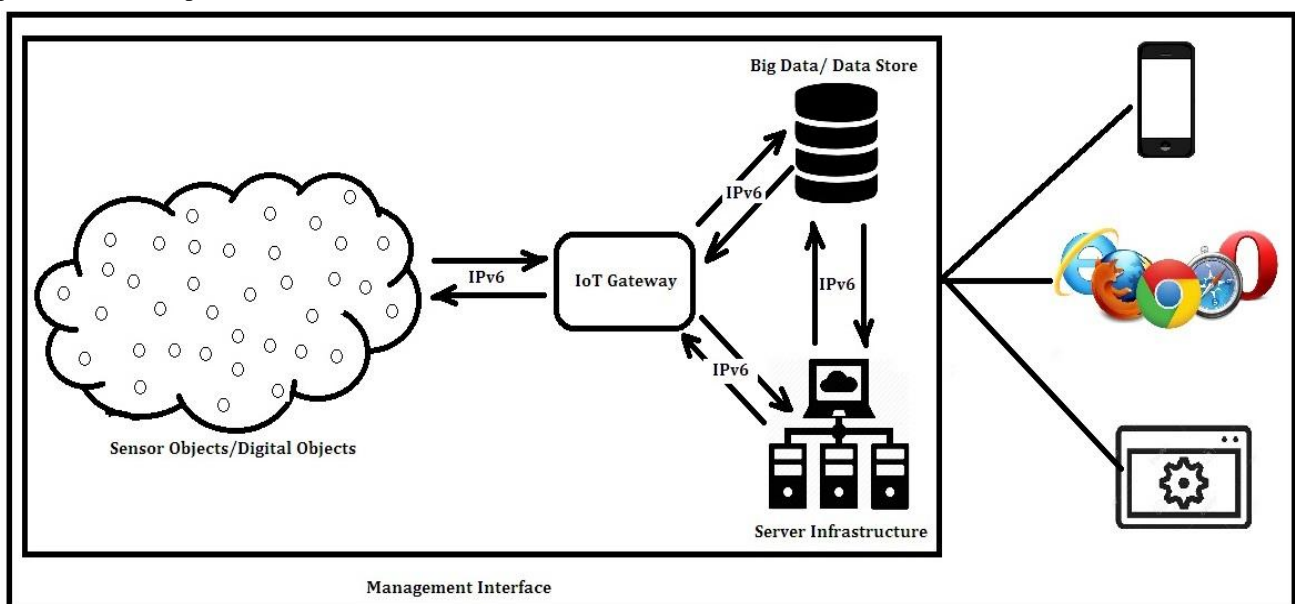 Big Data/ Data Store
IPv6
IPv6
IoT Gateway
IPv6
IPv6
Sensor Objects/Digital Objects
Server Infrastructure
Management Interface